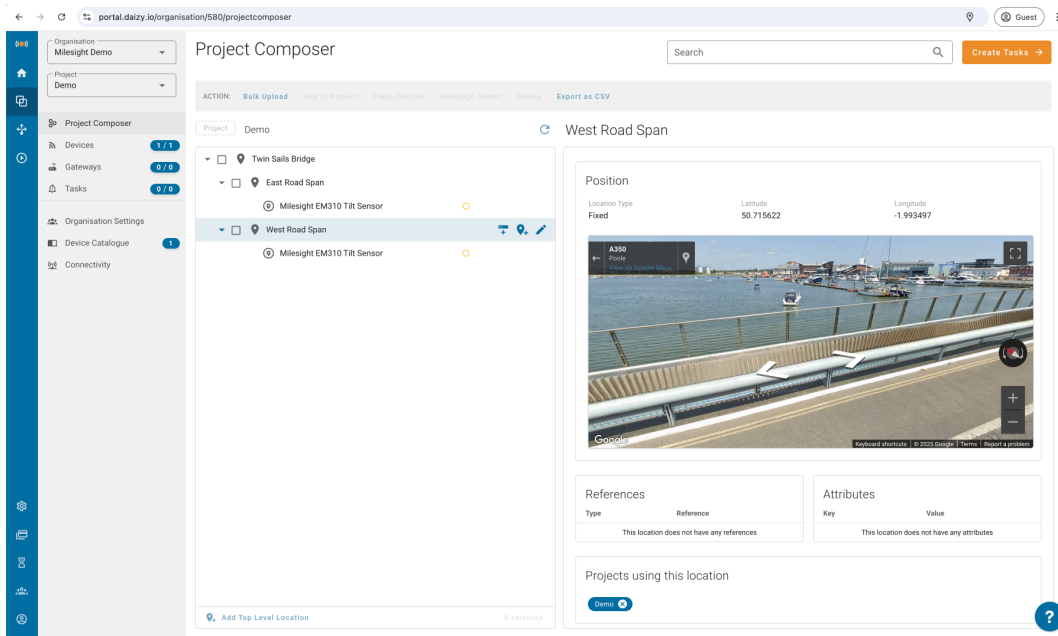 portal.daizy.io/organisation/580/projectcomposer
Guest
Organisation
Milesight Demo
Project
Demo
Project Composer
Devices 1 / 1
Gateways 0 / 0
Tasks 0 / 0
Organisation Settings
Device Catalogue 1
Connectivity
Project Composer
Search
Create Tasks →
ACTION: Bulk Upload Add to Project Place Devices Reassign Parent Delete Export as CSV
Project Demo
Twin Sails Bridge
East Road Span
Milesight EM310 Tilt Sensor
West Road Span
Milesight EM310 Tilt Sensor
Add Top Level Location 0 selected
West Road Span
Position
Location Type Latitude Longitude
Fixed 50.715622 -1.993497
A350
Poole
View on Google Maps
Google
Keyboard shortcuts © 2025 Google Terms Report a problem
References
Type Reference
This location does not have any references
Attributes
Key Value
This location does not have any attributes
Projects using this location
Demo
?